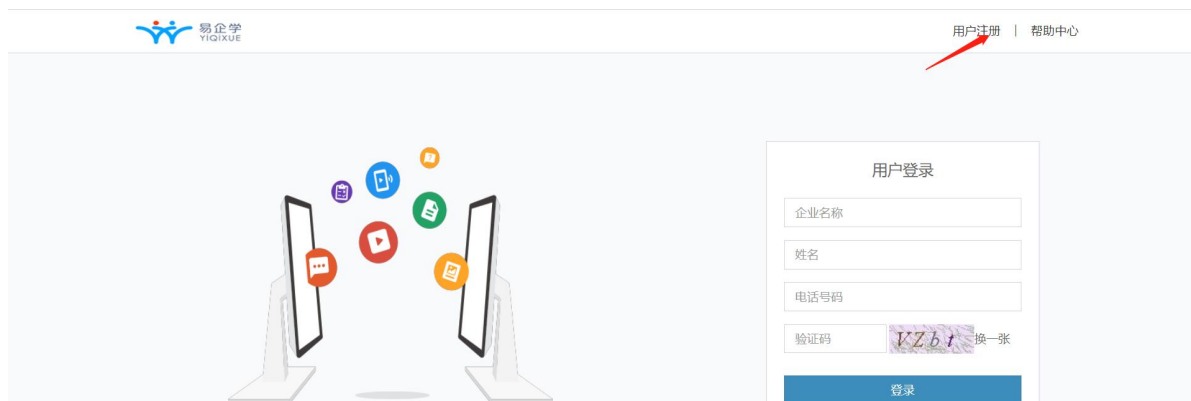 易企学
YIQIXUE
用户注册 | 帮助中心
用户登录
企业名称
姓名
电话号码
验证码 VZbt 换一张
登录